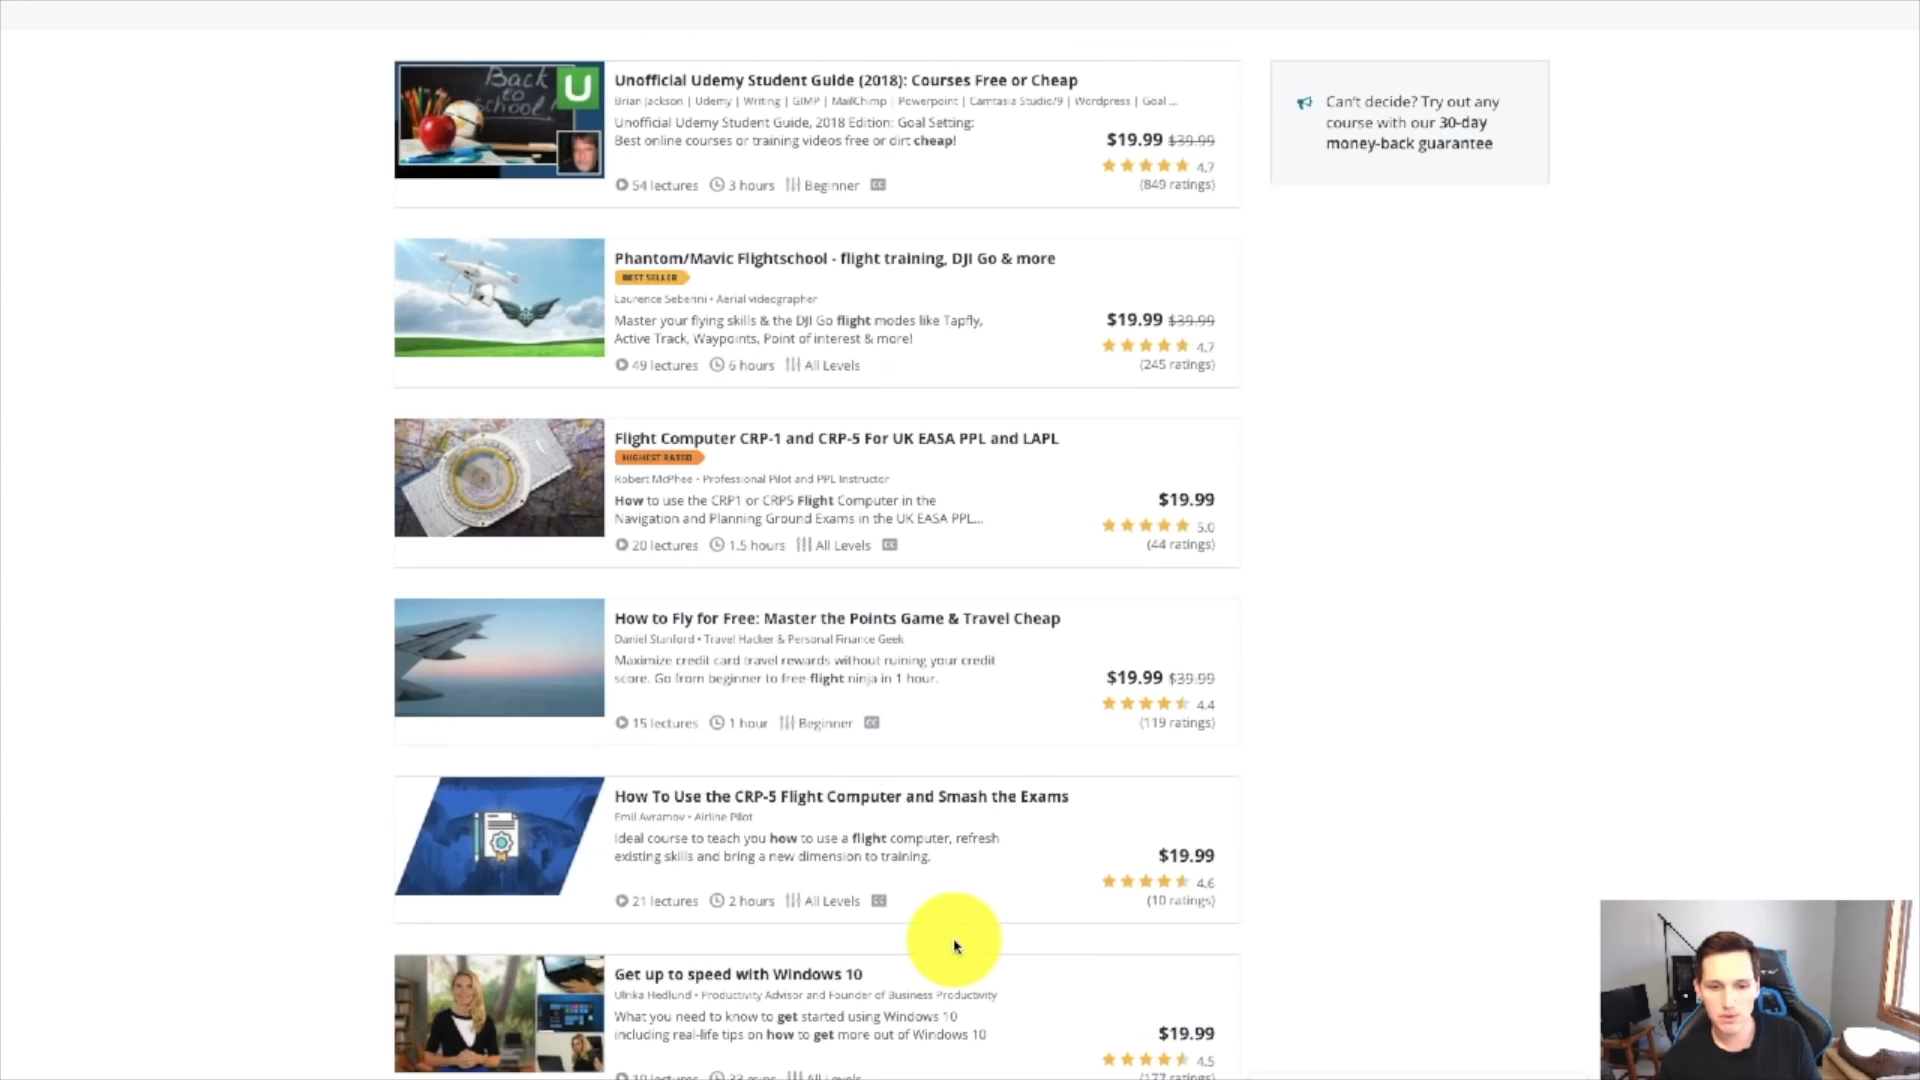 Back
to
school!
U
Unofficial Udemy Student Guide (2018): Courses Free or Cheap
Brian Jackson | Udemy | Writing | GIMP | MailChimp | Powerpoint | Camtasia Studio/9 | Wordpress | Goal ...
Unofficial Udemy Student Guide, 2018 Edition: Goal Setting:
Best online courses or training videos free or dirt cheap!
$19.99 $39.99
4.7
(849 ratings)
54 lectures 3 hours Beginner CC
Can't decide? Try out any
course with our 30-day
money-back guarantee
Phantom/Mavic Flightschool - flight training, DJI Go & more
BEST SELLER
Laurence Seberini • Aerial videographer
Master your flying skills & the DJI Go flight modes like Tapfly,
Active Track, Waypoints, Point of interest & more!
$19.99 $39.99
4.7
(245 ratings)
49 lectures 6 hours All Levels
Flight Computer CRP-1 and CRP-5 For UK EASA PPL and LAPL
HIGHEST RATED
Robert McPhee • Professional Pilot and PPL Instructor
How to use the CRP1 or CRP5 Flight Computer in the
Navigation and Planning Ground Exams in the UK EASA PPL...
$19.99
5.0
(44 ratings)
20 lectures 1.5 hours All Levels CC
How to Fly for Free: Master the Points Game & Travel Cheap
Daniel Stanford • Travel Hacker & Personal Finance Geek
Maximize credit card travel rewards without ruining your credit
score. Go from beginner to free-flight ninja in 1 hour.
$19.99 $39.99
4.4
(119 ratings)
15 lectures 1 hour Beginner CC
How To Use the CRP-5 Flight Computer and Smash the Exams
Emil Avramov • Airline Pilot
Ideal course to teach you how to use a flight computer, refresh
existing skills and bring a new dimension to training.
$19.99
4.6
(10 ratings)
21 lectures 2 hours All Levels CC
Get up to speed with Windows 10
Ulrika Hedlund • Productivity Advisor and Founder of Business Productivity
What you need to know to get started using Windows 10
including real-life tips on how to get more out of Windows 10
$19.99
4.5
(177 ratings)
10 lectures 33 mins All Levels